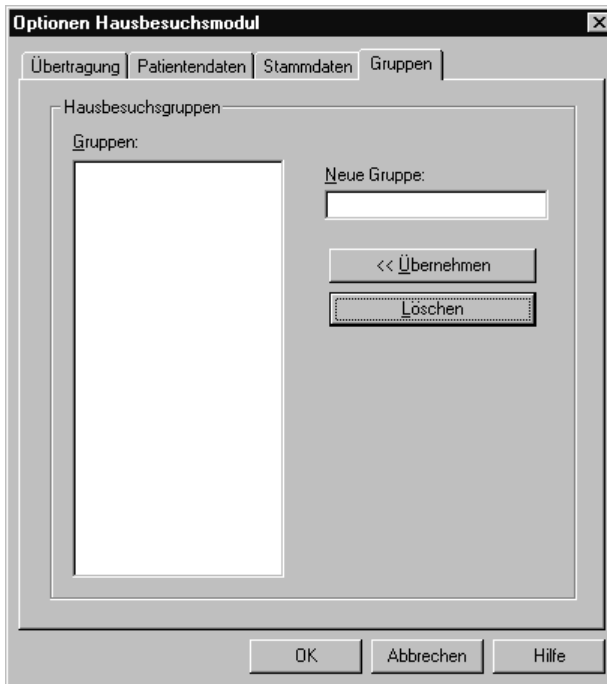 Optionen Hausbesuchsmodul
Übertragung Patientendaten Stammdaten Gruppen
Hausbesuchsgruppen
Gruppen:
Neue Gruppe:
<< Übernehmen
Löschen
OK Abbrechen Hilfe